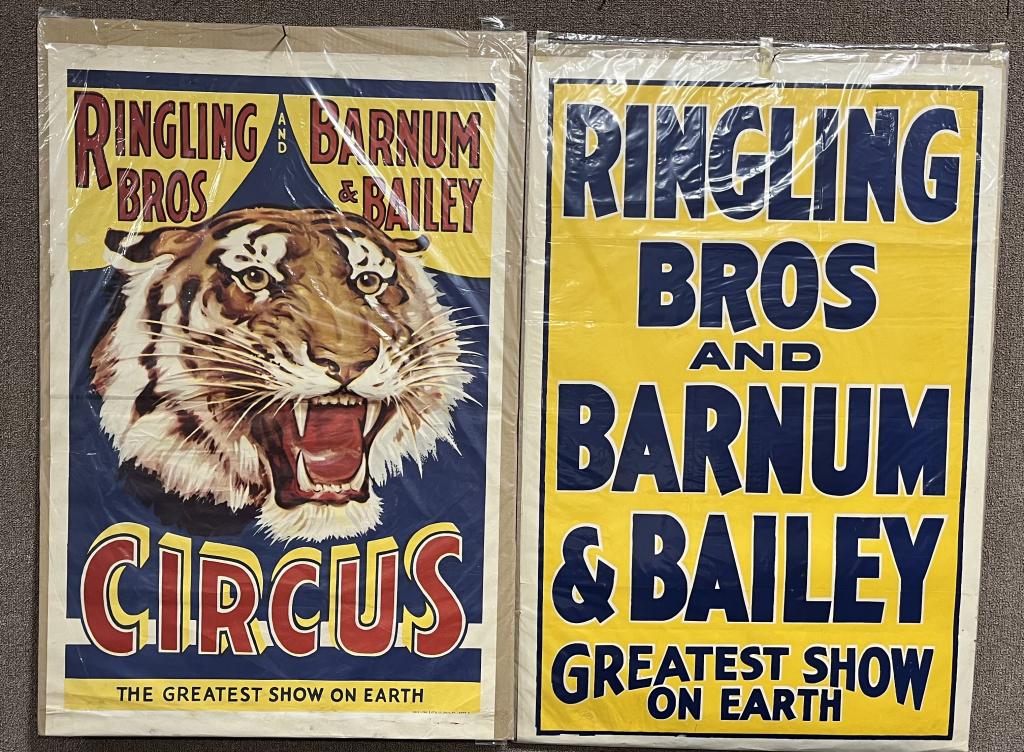 RINGLING AND BARNUM
BROS & BAILEY
CIRCUS
THE GREATEST SHOW ON EARTH
RINGLING
BROS
AND
BARNUM
& BAILEY
GREATEST SHOW
ON EARTH